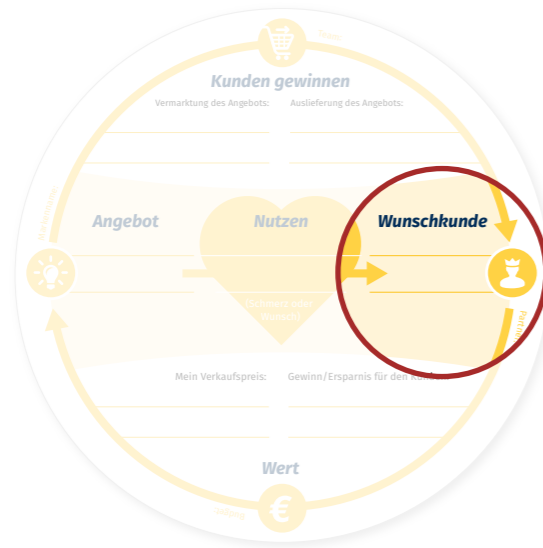 Kunden gewinnen
Vermarktung des Angebots:
Auslieferung des Angebots:
Angebot
Nutzen
Wunschkunde
(Schmerz oder
Wunsch)
Mein Verkaufspreis:
Gewinn/Ersparnis für den
Wert
€